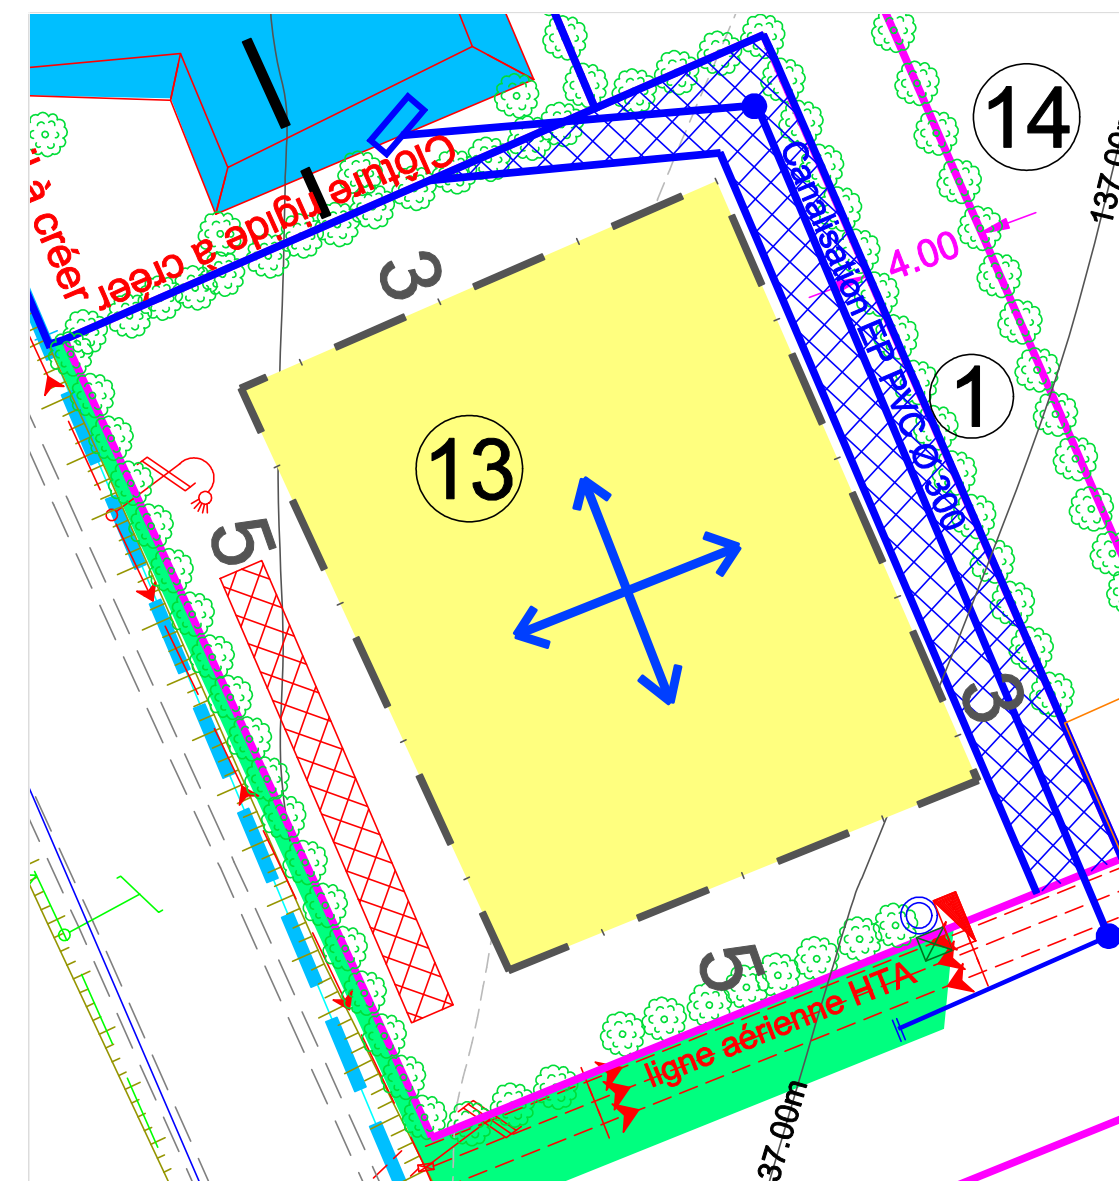 14
137.00
Clôture rigide à créer
à créer
3
Canalisation EP PVC Ø 300
4.00
1
13
5
3
5
ligne aérienne HTA
37.00m